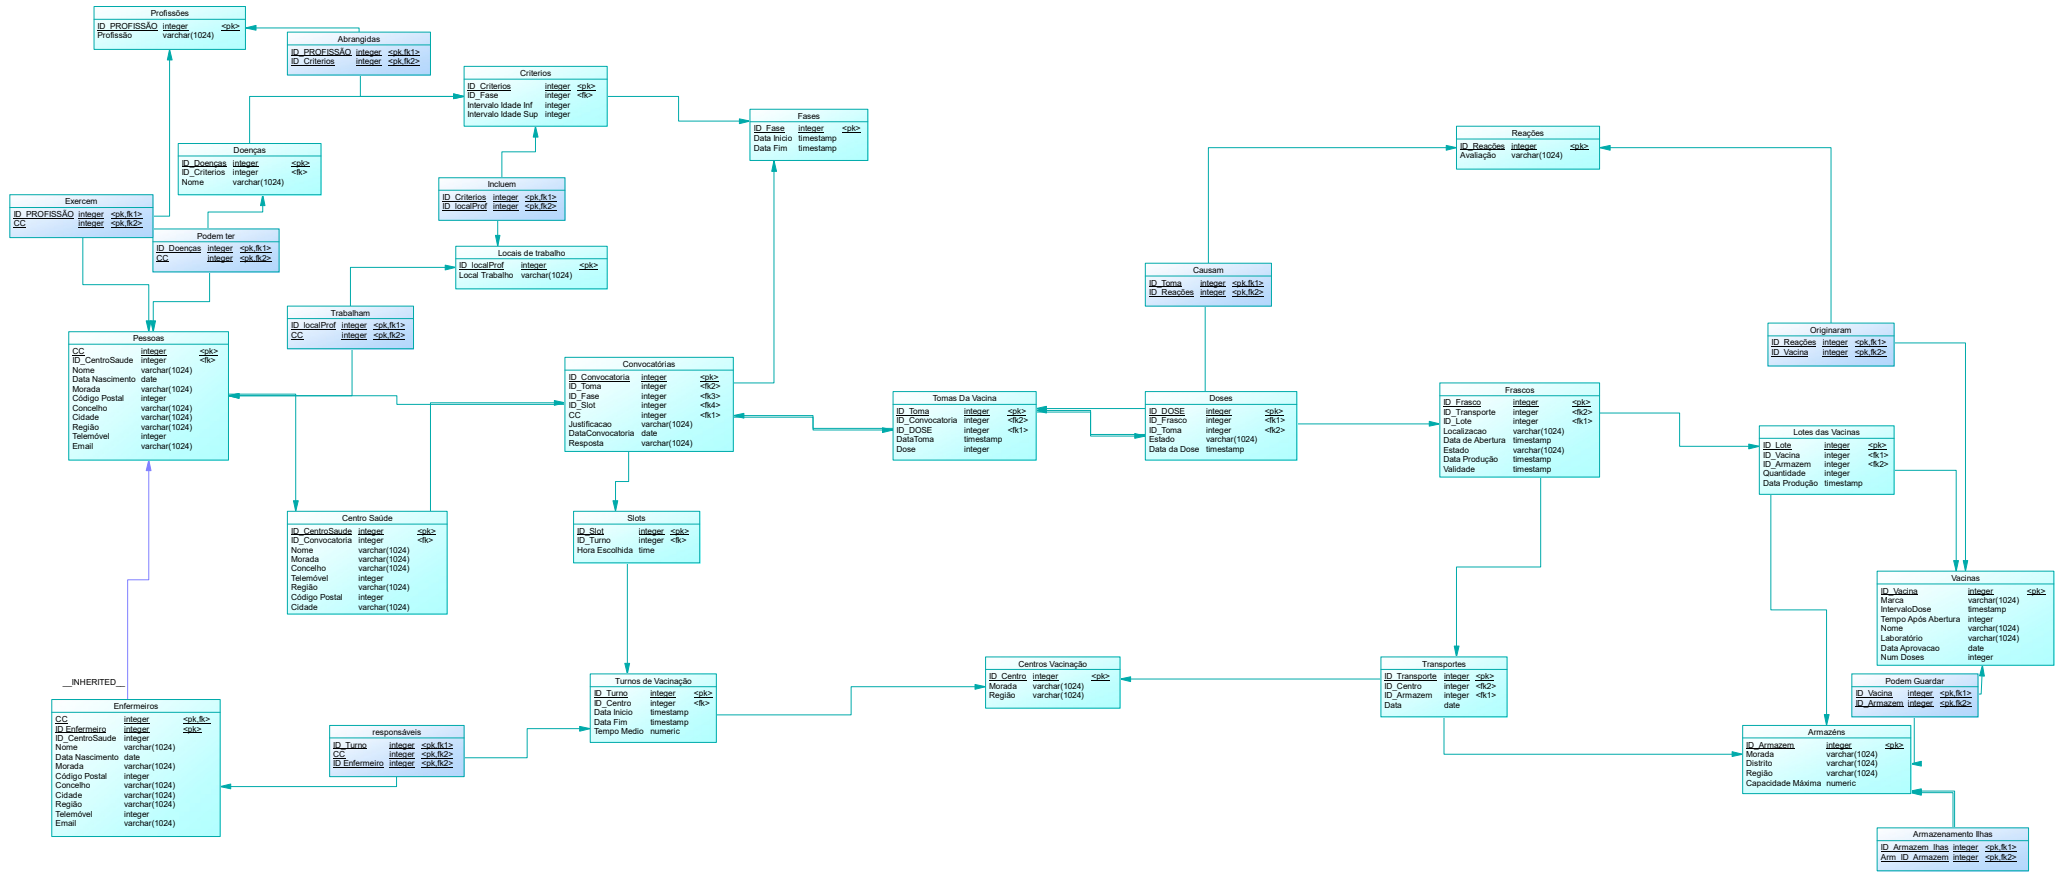 Profissões
ID_PROFISSÃO integer <pk>
Profissão varchar(1024)
Abrangidas
ID_PROFISSÃO integer <pk,fk1>
ID_Criterios integer <pk,fk2>
Criterios
ID_Criterios integer <pk>
ID_Fase integer <fk>
Intervalo Idade Inf integer
Intervalo Idade Sup integer
Fases
ID_Fase integer <pk>
Data Inicio timestamp
Data Fim timestamp
Reações
ID_Reações integer <pk>
Avaliação varchar(1024)
Doenças
ID_Doenças integer <pk>
ID_Criterios integer <fk>
Nome varchar(1024)
Incluem
ID_Criterios integer <pk,fk1>
ID_localProf integer <pk,fk2>
Exercem
ID_PROFISSÃO integer <pk,fk1>
CC integer <pk,fk2>
Podem ter
ID_Doenças integer <pk,fk1>
CC integer <pk,fk2>
Locais de trabalho
ID_localProf integer <pk>
Local Trabalho varchar(1024)
Causam
ID_Toma integer <pk,fk1>
ID_Reações integer <pk,fk2>
Trabalham
ID_localProf integer <pk,fk1>
CC integer <pk,fk2>
Originaram
ID_Reações integer <pk,fk1>
ID_Vacina integer <pk,fk2>
Pessoas
CC integer <pk>
ID_CentroSaude integer <fk>
Nome varchar(1024)
Data Nascimento date
Morada varchar(1024)
Código Postal integer
Concelho varchar(1024)
Cidade varchar(1024)
Região varchar(1024)
Telemóvel integer
Email varchar(1024)
Convocatórias
ID_Convocatoria integer <pk>
ID_Toma integer <fk2>
ID_Fase integer <fk3>
ID_Slot integer <fk4>
CC integer <fk1>
Justificacao varchar(1024)
DataConvocatoria date
Resposta varchar(1024)
Tomas Da Vacina
ID_Toma integer <pk>
ID_Convocatoria integer <fk2>
ID_DOSE integer <fk1>
DataToma timestamp
Dose integer
Doses
ID_DOSE integer <pk>
ID_Frasco integer <fk1>
ID_Toma integer <fk2>
Estado varchar(1024)
Data da Dose timestamp
Frascos
ID_Frasco integer <pk>
ID_Transporte integer <fk2>
ID_Lote integer <fk1>
Localizacao varchar(1024)
Data de Abertura timestamp
Estado varchar(1024)
Data Produção timestamp
Validade timestamp
Lotes das Vacinas
ID_Lote integer <pk>
ID_Vacina integer <fk1>
ID_Armazem integer <fk2>
Quantidade integer
Data Produção timestamp
Centro Saúde
ID_CentroSaude integer <pk>
ID_Convocatoria integer <fk>
Nome varchar(1024)
Morada varchar(1024)
Concelho varchar(1024)
Telemóvel integer
Região varchar(1024)
Código Postal integer
Cidade varchar(1024)
Slots
ID_Slot integer <pk>
ID_Turno integer <fk>
Hora Escolhida time
Vacinas
ID_Vacina integer <pk>
Marca varchar(1024)
IntervaloDose timestamp
Tempo Após Abertura integer
Nome varchar(1024)
Laboratório varchar(1024)
Data Aprovacao date
Num Doses integer
__INHERITED__
Turnos de Vacinação
ID_Turno integer <pk>
ID_Centro integer <fk>
Data Inicio timestamp
Data Fim timestamp
Tempo Medio numeric
Centros Vacinação
ID_Centro integer <pk>
Morada varchar(1024)
Região varchar(1024)
Transportes
ID_Transporte integer <pk>
ID_Centro integer <fk2>
ID_Armazem integer <fk1>
Data date
Podem Guardar
ID_Vacina integer <pk,fk1>
ID_Armazem integer <pk,fk2>
Enfermeiros
CC integer <pk,fk>
ID Enfermeiro integer <pk>
ID_CentroSaude integer
Nome varchar(1024)
Data Nascimento date
Morada varchar(1024)
Código Postal integer
Concelho varchar(1024)
Cidade varchar(1024)
Região varchar(1024)
Telemóvel integer
Email varchar(1024)
responsáveis
ID_Turno integer <pk,fk1>
CC integer <pk,fk2>
ID Enfermeiro integer <pk,fk2>
Armazéns
ID_Armazem integer <pk>
Morada varchar(1024)
Distrito varchar(1024)
Região varchar(1024)
Capacidade Máxima numeric
Armazenamento Ilhas
ID_Armazem_Ihas integer <pk,fk1>
Arm_ID_Armazem integer <pk,fk2>